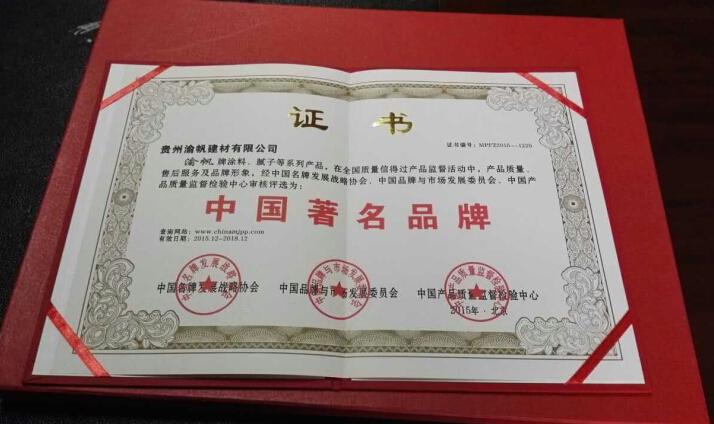 证 书
贵州渝帆建材有限公司
证书编号：MPFZ2015--1220
渝帆牌涂料、腻子等系列产品，在全国质量信得过产品监督活动中，产品质量、
售后服务及品牌形象，经中国名牌发展战略协会、中国品牌与市场发展委员会、中国产
品质量监督检验中心审核评选为：
中国著名品牌
查询网站：www.chinamjpp.com
有效日期：2015.12-2018.12
中国名牌发展战略协会
中国品牌与市场发展委员会
中国产品质量监督检验中心
2015年·北京